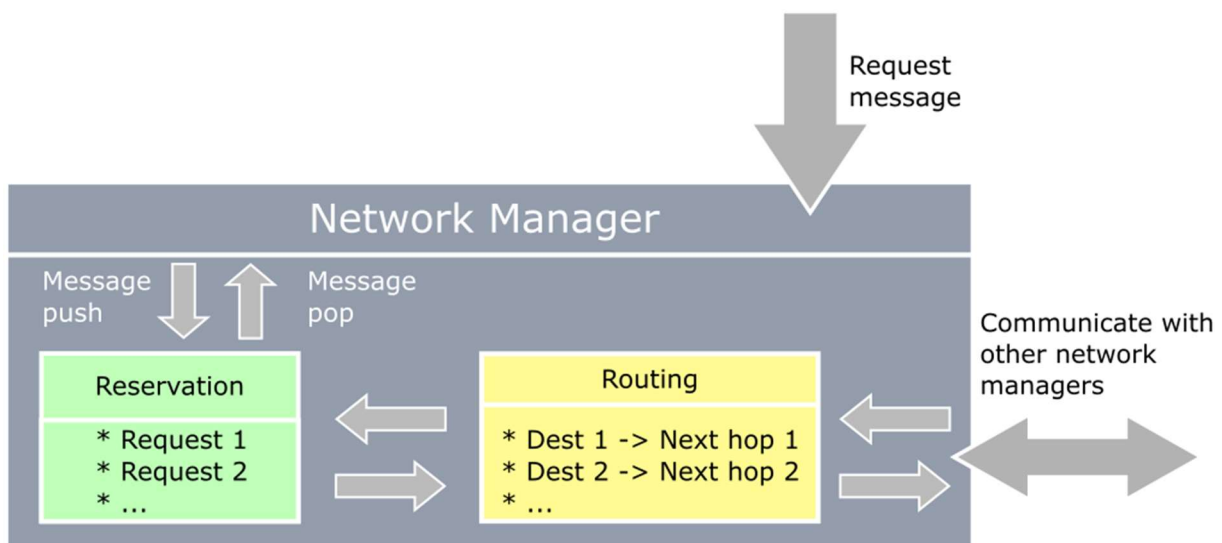 Request
message
Network Manager
Message
push
Message
pop
Communicate with
other network
managers
Reservation
* Request 1
* Request 2
* ...
Routing
* Dest 1 -> Next hop 1
* Dest 2 -> Next hop 2
* ...